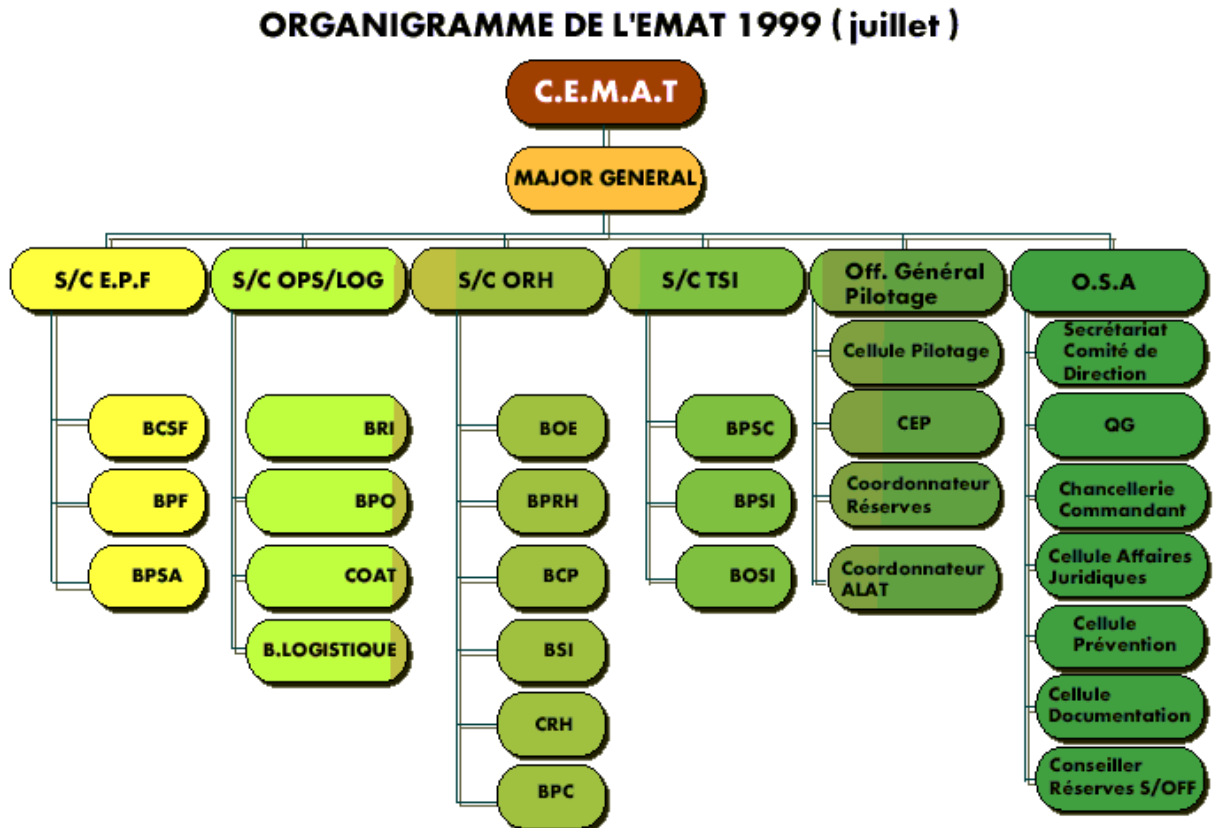 ORGANIGRAMME DE L'EMAT 1999 ( juillet )
C.E.M.A.T
MAJOR GENERAL
S/C E.P.F
BCSF
BPF
BPSA
S/C OPS/LOG
BRI
BPO
COAT
B.LOGISTIQUE
S/C ORH
BOE
BPRH
BCP
BSI
CRH
BPC
S/C TSI
BPSC
BPSI
BOSI
Off. Général
Pilotage
Cellule Pilotage
CEP
Coordonnateur
Réserves
Coordonnateur
ALAT
O.S.A
Secrétariat
Comité de
Direction
QG
Chancellerie
Commandant
Cellule Affaires
Juridiques
Cellule
Prévention
Cellule
Documentation
Conseiller
Réserves S/OFF